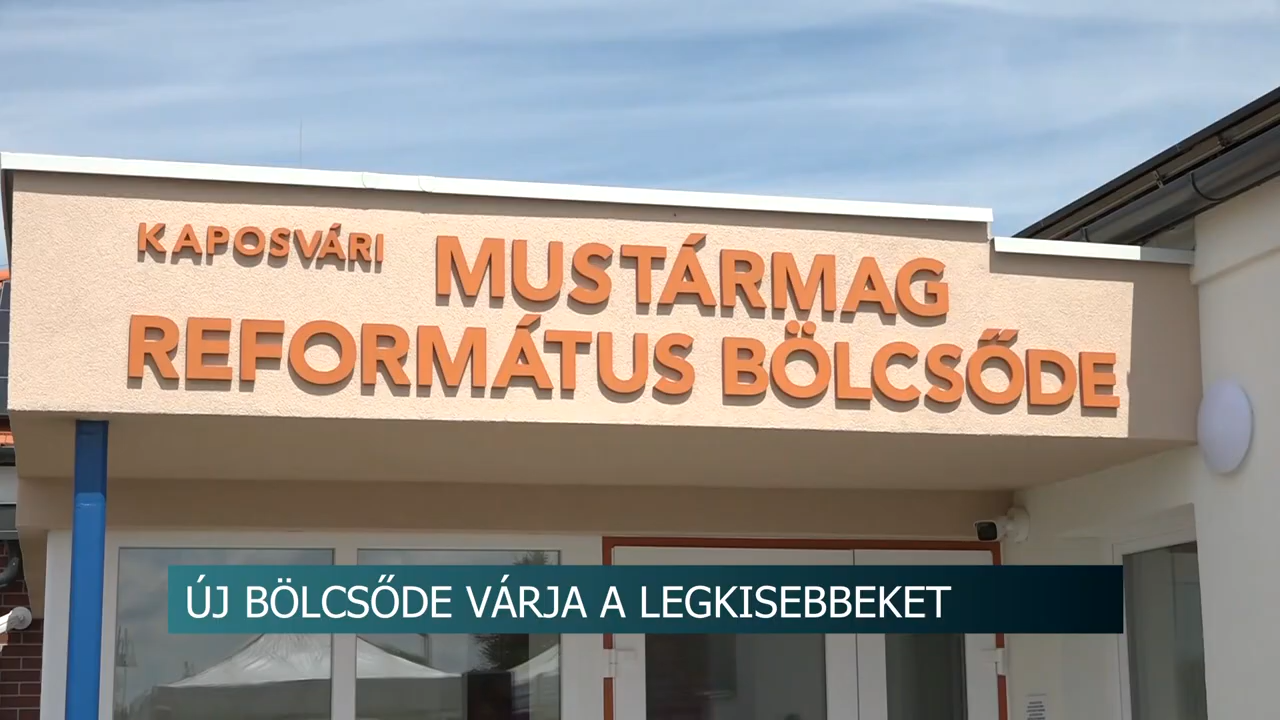 KAPOSVÁRI MUSTÁRMAG
REFORMÁTUS BÖLCSŐDE
ÚJ BÖLCSŐDE VÁRJA A LEGKISEBBEKET